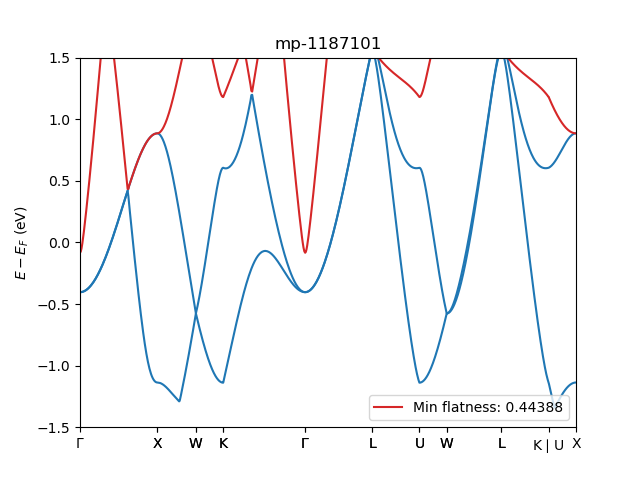 mp-1187101
E − E_F (eV)
1.5
1.0
0.5
0.0
−0.5
−1.0
−1.5
Min flatness: 0.44388
Γ X W K Γ L U W L K | U X